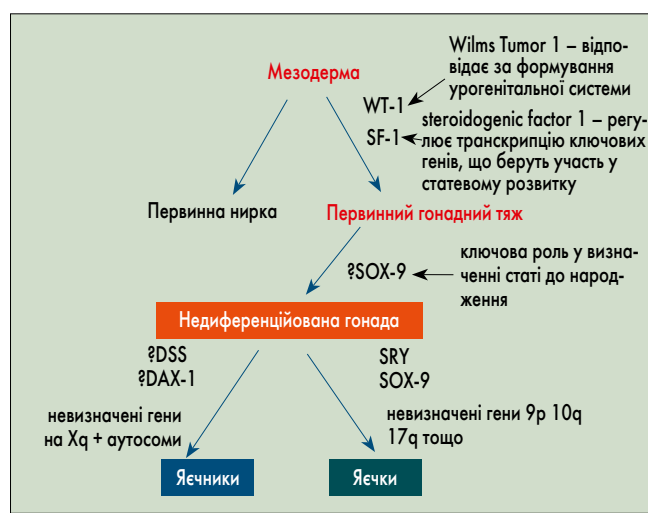 Wilms Tumor 1 – відпо-
відає за формування
урогенітальної системи
Мезодерма
WT-1
SF-1
steroidogenic factor 1 – регу-
лює транскрипцію ключових
генів, що беруть участь у
статевому розвитку
Первинна нирка
Первинний гонадний тяж
?SOX-9
ключова роль у визна-
ченні статі до народ-
ження
Недиференційована гонада
?DSS
?DAX-1
SRY
SOX-9
невизначені гени
на Xq + аутосоми
невизначені гени 9p 10q
17q тощо
Яєчники
Яєчки